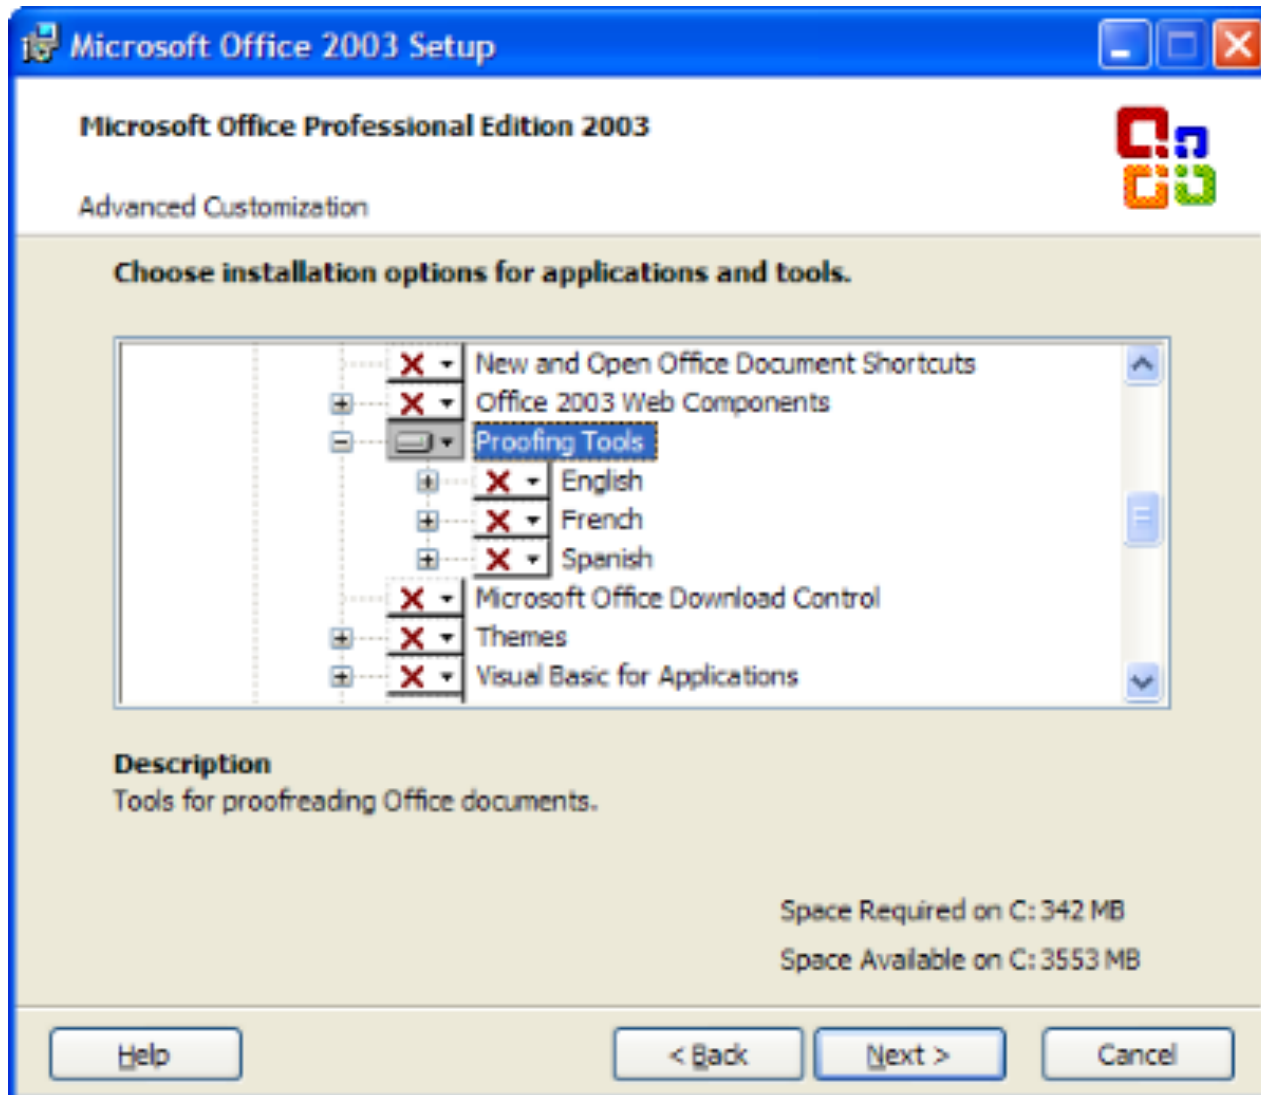 Microsoft Office 2003 Setup
Microsoft Office Professional Edition 2003
Advanced Customization
Choose installation options for applications and tools.
New and Open Office Document Shortcuts
Office 2003 Web Components
Proofing Tools
English
French
Spanish
Microsoft Office Download Control
Themes
Visual Basic for Applications
Description
Tools for proofreading Office documents.
Space Required on C: 342 MB
Space Available on C: 3553 MB
Help < Back Next > Cancel